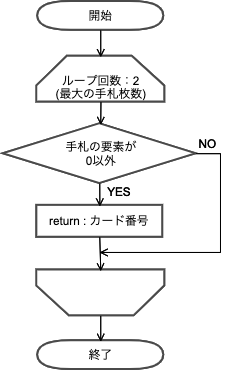 開始
ループ回数：2
(最大の手札枚数)
手札の要素が
0以外
NO
YES
return : カード番号
終了